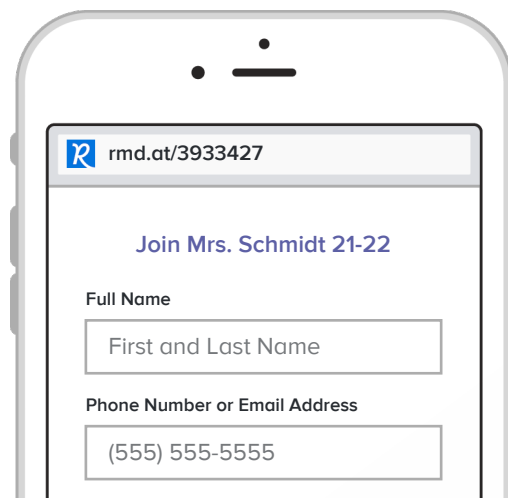 rmd.at/3933427
Join Mrs. Schmidt 21-22
Full Name
First and Last Name
Phone Number or Email Address
(555) 555-5555